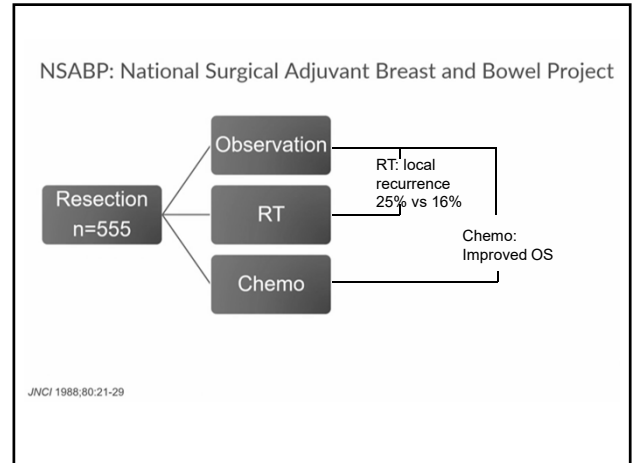 NSABP: National Surgical Adjuvant Breast and Bowel Project
Observation
RT: local
recurrence
25% vs 16%
Resection
n=555
RT
Chemo:
Improved OS
Chemo
JNCI 1988;80:21-29